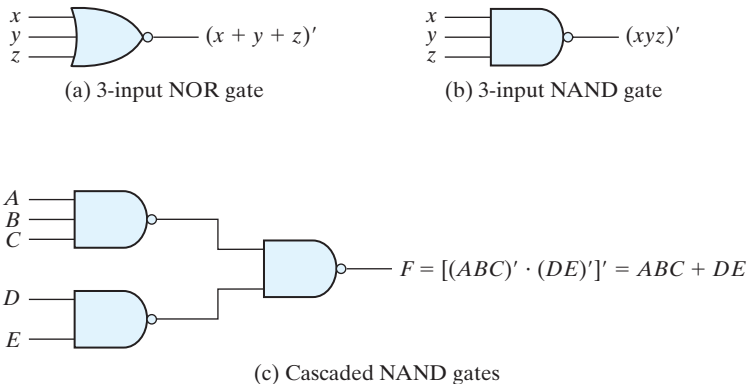 x
y
z
(x + y + z)′
(a) 3-input NOR gate
x
y
z
(xyz)′
(b) 3-input NAND gate
A
B
C
D
E
F = [(ABC)′ · (DE)′]′ = ABC + DE
(c) Cascaded NAND gates